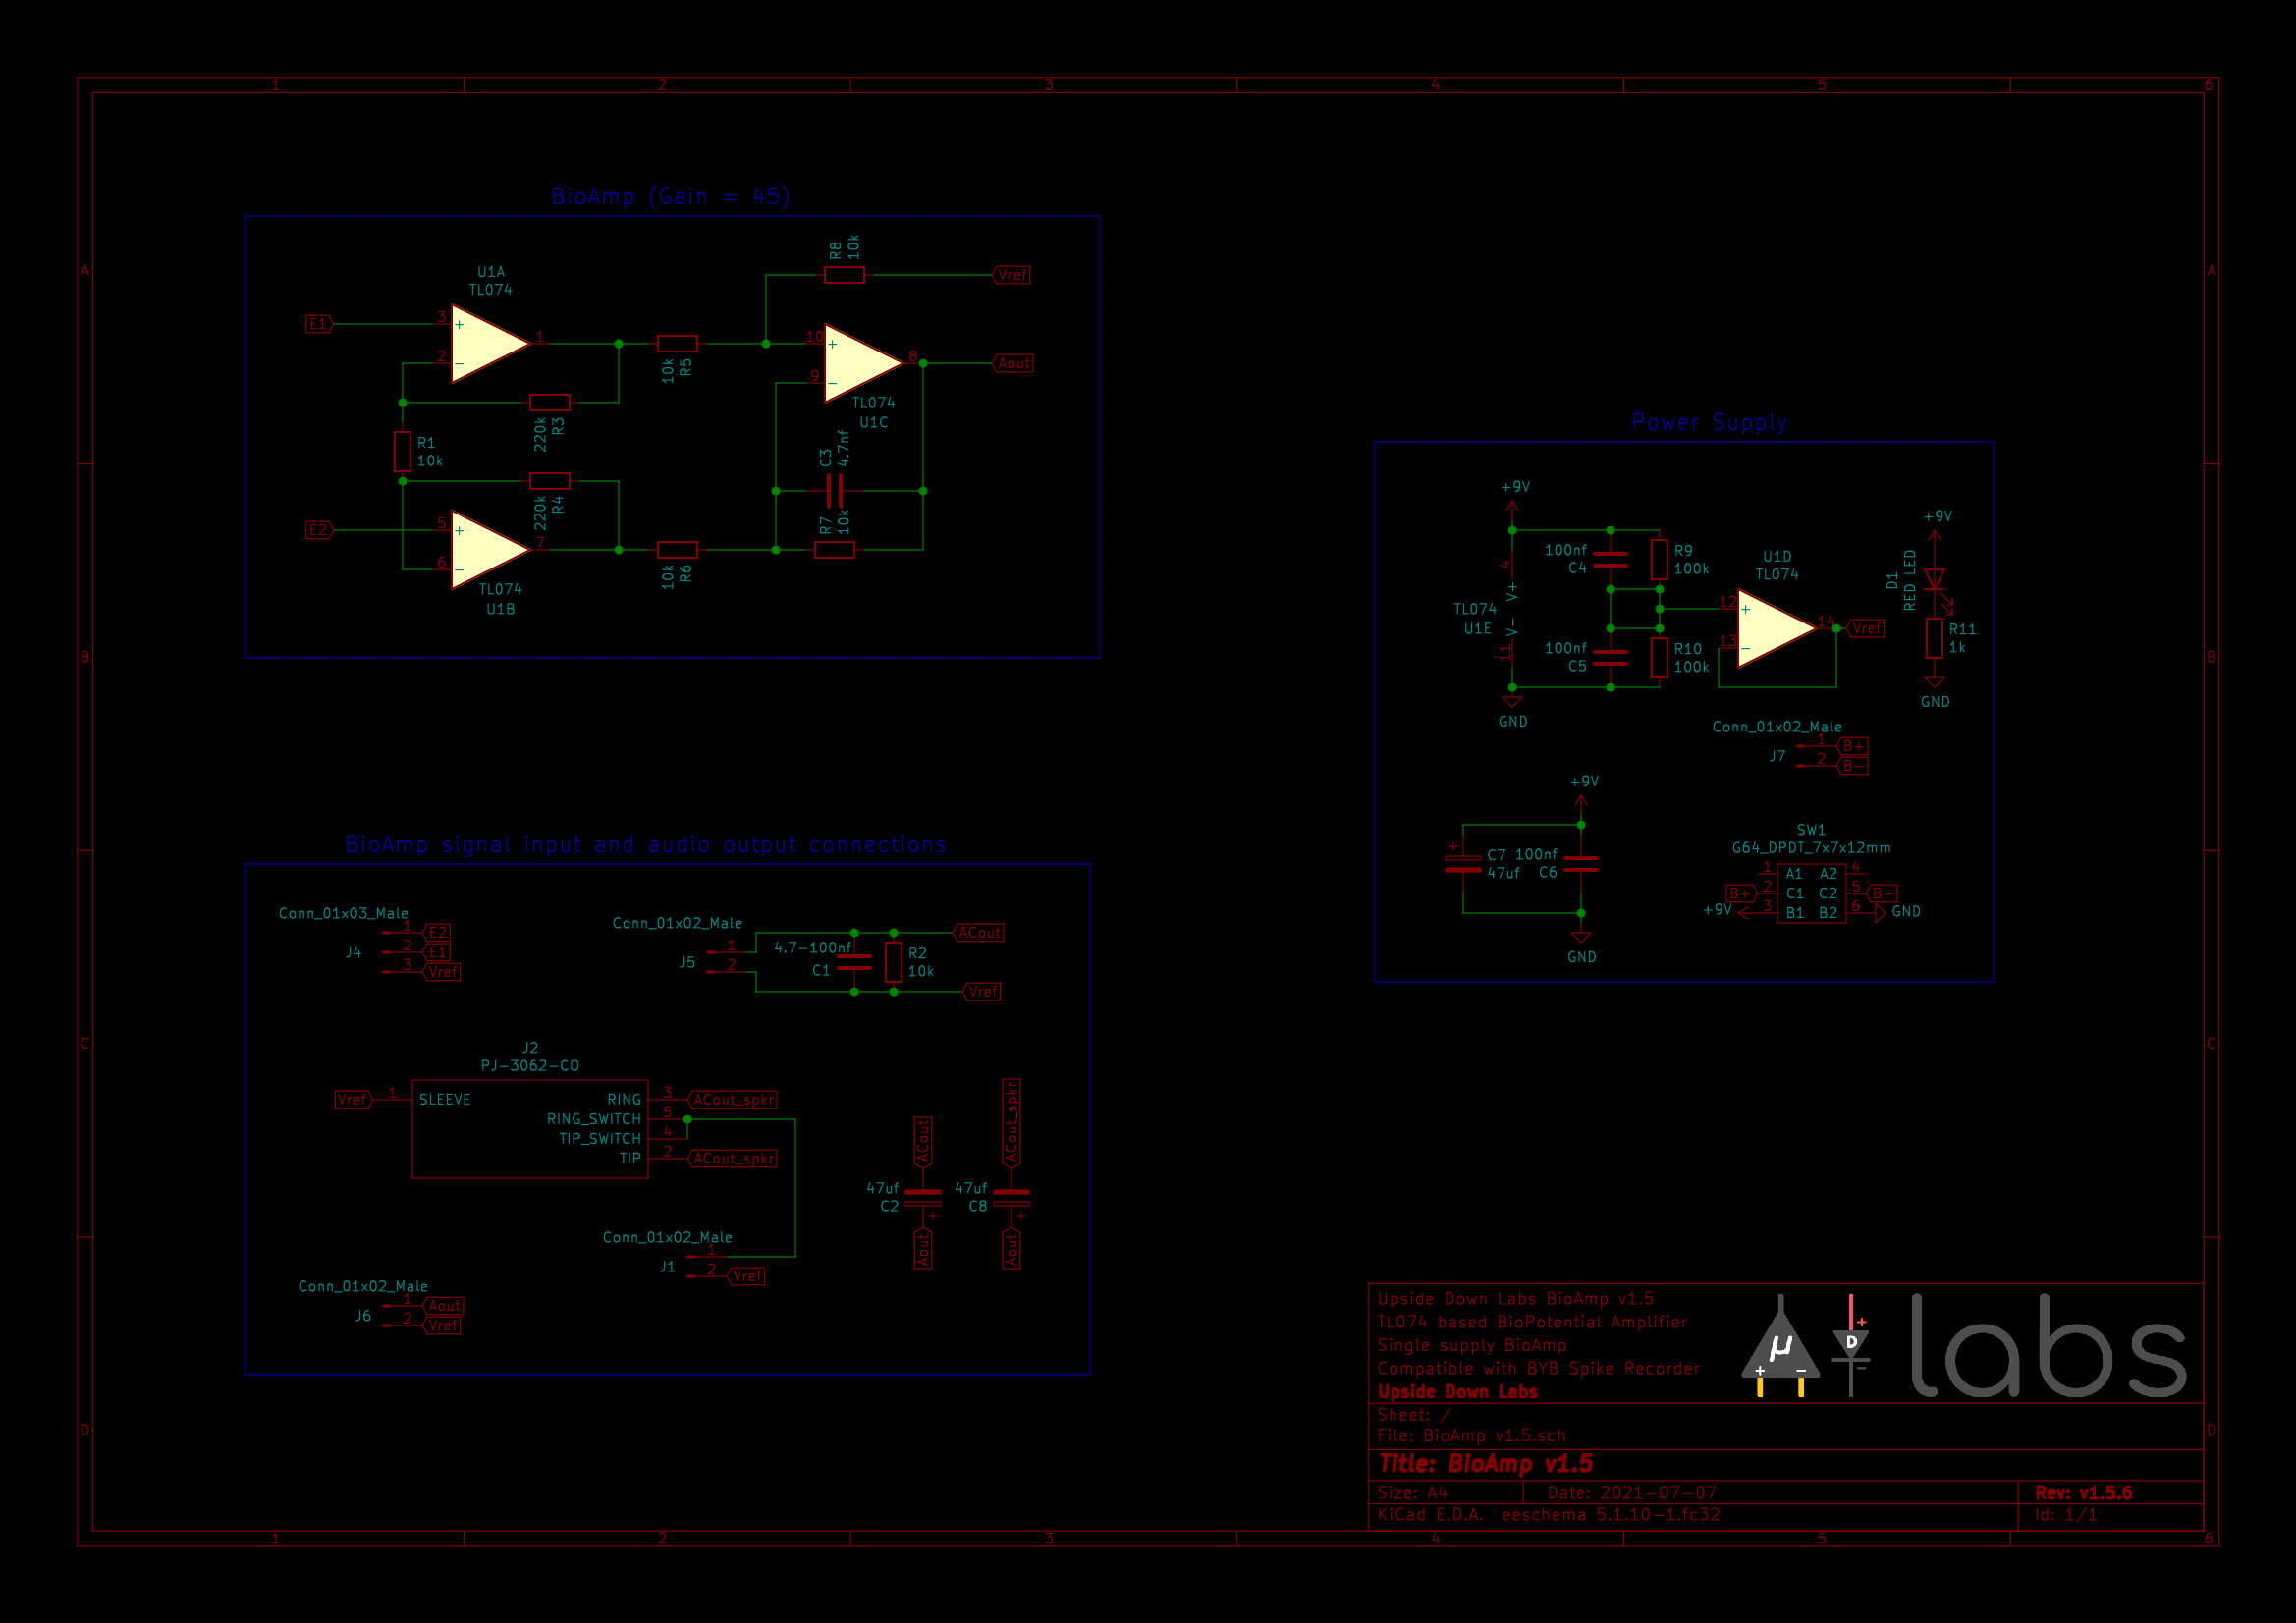 1 2 3 4 5 6
A
B
C
D
A
B
C
D
1 2 3 4 5 6
BioAmp (Gain = 45)
U1A
TL074
E1
3
+
2
−
1
R1
10k
220k
R3
220k
R4
E2
5
+
6
−
7
TL074
U1B
10k
R5
10k
R6
R8
10k
Vref
10
+
9
−
8
Aout
TL074
U1C
C3
4.7nf
R7
10k
Power Supply
+9V
4
V+
TL074
U1E
V-
11
GND
100nf
C4
100nf
C5
R9
100k
R10
100k
U1D
TL074
12
+
13
−
14
Vref
+9V
D1
RED LED
R11
1k
GND
Conn_01x02_Male
J7
1 B+
2 B-
+9V
+
C7
47uf
100nf
C6
GND
SW1
G64_DPDT_7x7x12mm
1 A1 A2 4
B+ 2 C1 C2 5 B-
+9V 3 B1 B2 6 GND
BioAmp signal input and audio output connections
Conn_01x03_Male
J4
1 E2
2 E1
3 Vref
Conn_01x02_Male
J5
1
2
4.7-100nf
C1
R2
10k
ACout
Vref
J2
PJ-3062-CO
Vref 1 SLEEVE
RING 3 ACout_spkr
RING_SWITCH 5
TIP_SWITCH 4
TIP 2 ACout_spkr
Conn_01x02_Male
J1
1
2 Vref
ACout
47uf
C2
+
Aout
ACout_spkr
47uf
C8
+
Aout
Conn_01x02_Male
J6
1 Aout
2 Vref
Upside Down Labs BioAmp v1.5
TL074 based BioPotential Amplifier
Single supply BioAmp
Compatible with BYB Spike Recorder
Upside Down Labs
μ
+ −
D
+
−
labs
Sheet: /
File: BioAmp v1.5.sch
Title: BioAmp v1.5
Size: A4 Date: 2021-07-07 Rev: v1.5.6
KiCad E.D.A. eeschema 5.1.10-1.fc32 Id: 1/1